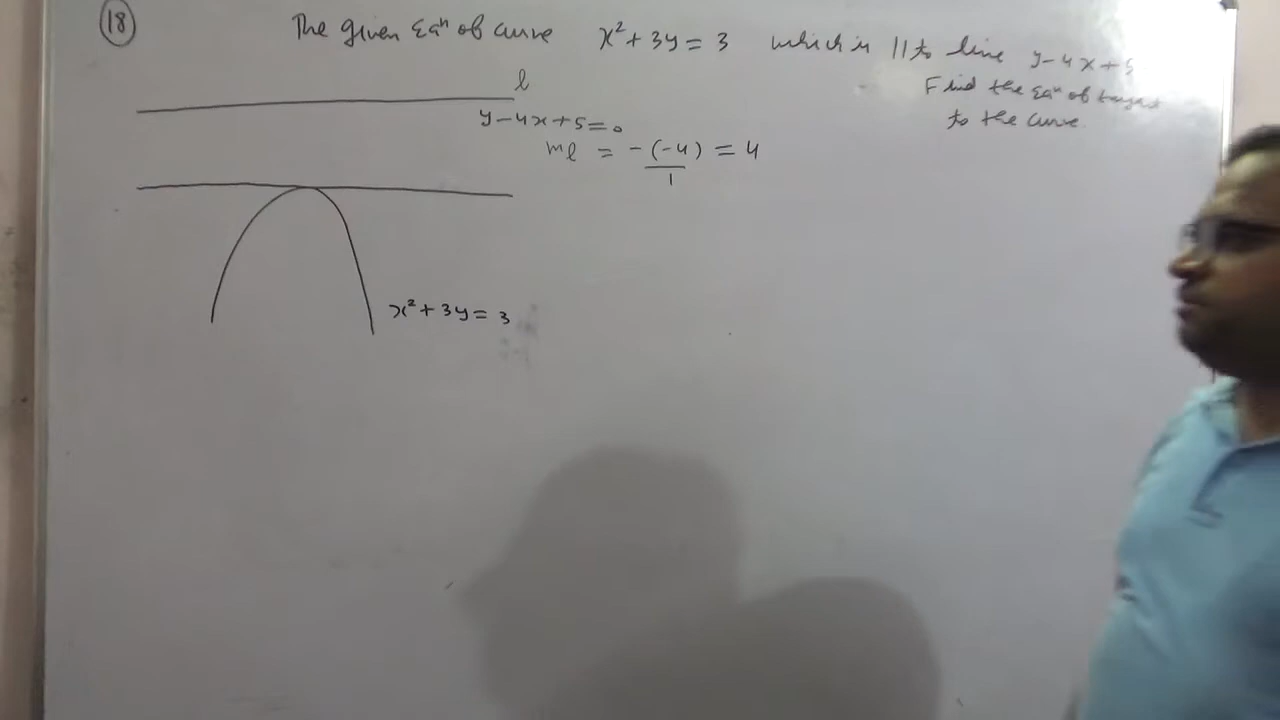 18 The given Eqn of curve x² + 3y = 3 which is || to line y - 4x + 5
Find the Eqn of tangent
to the curve
l
y - 4x + 5 = 0
m_l = -(-4)/1 = 4
x² + 3y = 3